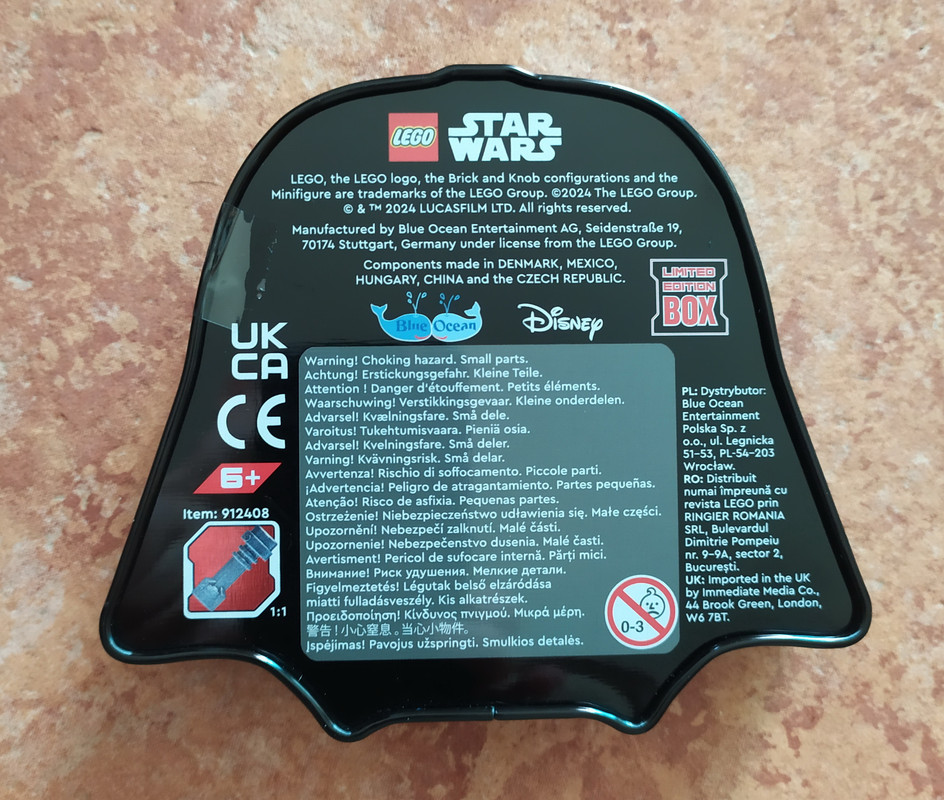 LEGO
STAR
WARS
LEGO, the LEGO logo, the Brick and Knob configurations and the
Minifigure are trademarks of the LEGO Group. ©2024 The LEGO Group.
© & ™ 2024 LUCASFILM LTD. All rights reserved.
Manufactured by Blue Ocean Entertainment AG, Seidenstraße 19,
70174 Stuttgart, Germany under license from the LEGO Group.
Components made in DENMARK, MEXICO,
HUNGARY, CHINA and the CZECH REPUBLIC.
Blue Ocean
Disney
LIMITED
EDITION
BOX
UK
CA
CE
6+
Item: 912408
1:1
Warning! Choking hazard. Small parts.
Achtung! Erstickungsgefahr. Kleine Teile.
Attention ! Danger d'étouffement. Petits éléments.
Waarschuwing! Verstikkingsgevaar. Kleine onderdelen.
Advarsel! Kvælningsfare. Små dele.
Varoitus! Tukehtumisvaara. Pieniä osia.
Advarsel! Kvelningsfare. Små deler.
Varning! Kvävningsrisk. Små delar.
Avvertenza! Rischio di soffocamento. Piccole parti.
¡Advertencia! Peligro de atragantamiento. Partes pequeñas.
Atenção! Risco de asfixia. Pequenas partes.
Ostrzeżenie! Niebezpieczeństwo udławienia się. Małe części.
Upozornění! Nebezpečí zalknutí. Malé části.
Upozornenie! Nebezpečenstvo dusenia. Malé časti.
Avertisment! Pericol de sufocare internă. Părți mici.
Внимание! Риск удушения. Мелкие детали.
Figyelmeztetés! Légutak belső elzáródása
miatti fulladásveszély. Kis alkatrészek.
Προειδοποίηση! Κίνδυνος πνιγμού. Μικρά μέρη.
警告！小心窒息。当心小物件。
Įspėjimas! Pavojus užspringti. Smulkios detalės.
0-3
PL: Dystrybutor:
Blue Ocean
Entertainment
Polska Sp. z
o.o., ul. Legnicka
51-53, PL-54-203
Wrocław.
RO: Distribuit
numai împreună cu
revista LEGO prin
RINGIER ROMANIA
SRL, Bulevardul
Dimitrie Pompeiu
nr. 9-9A, sector 2,
București.
UK: Imported in the UK
by Immediate Media Co.,
44 Brook Green, London,
W6 7BT.